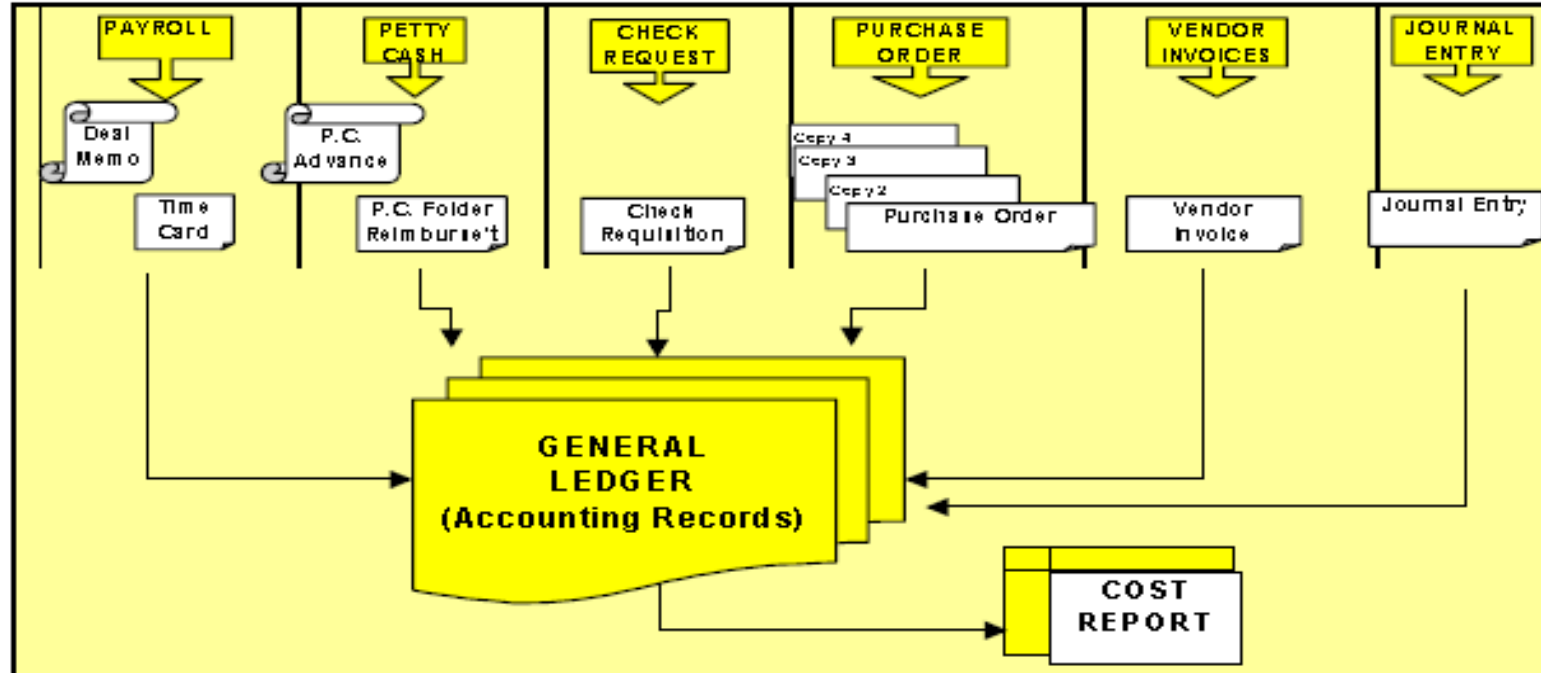 PAYROLL
PETTY
CASH
CHECK
REQUEST
PURCHASE
ORDER
VENDOR
INVOICES
JOURNAL
ENTRY
Deal
Memo
P.C.
Advance
Copy 4
Copy 3
Copy 2
Purchase Order
Time
Card
P.C. Folder
Reimburse't
Check
Requisition
Vendor
Invoice
Journal Entry
GENERAL
LEDGER
(Accounting Records)
COST
REPORT